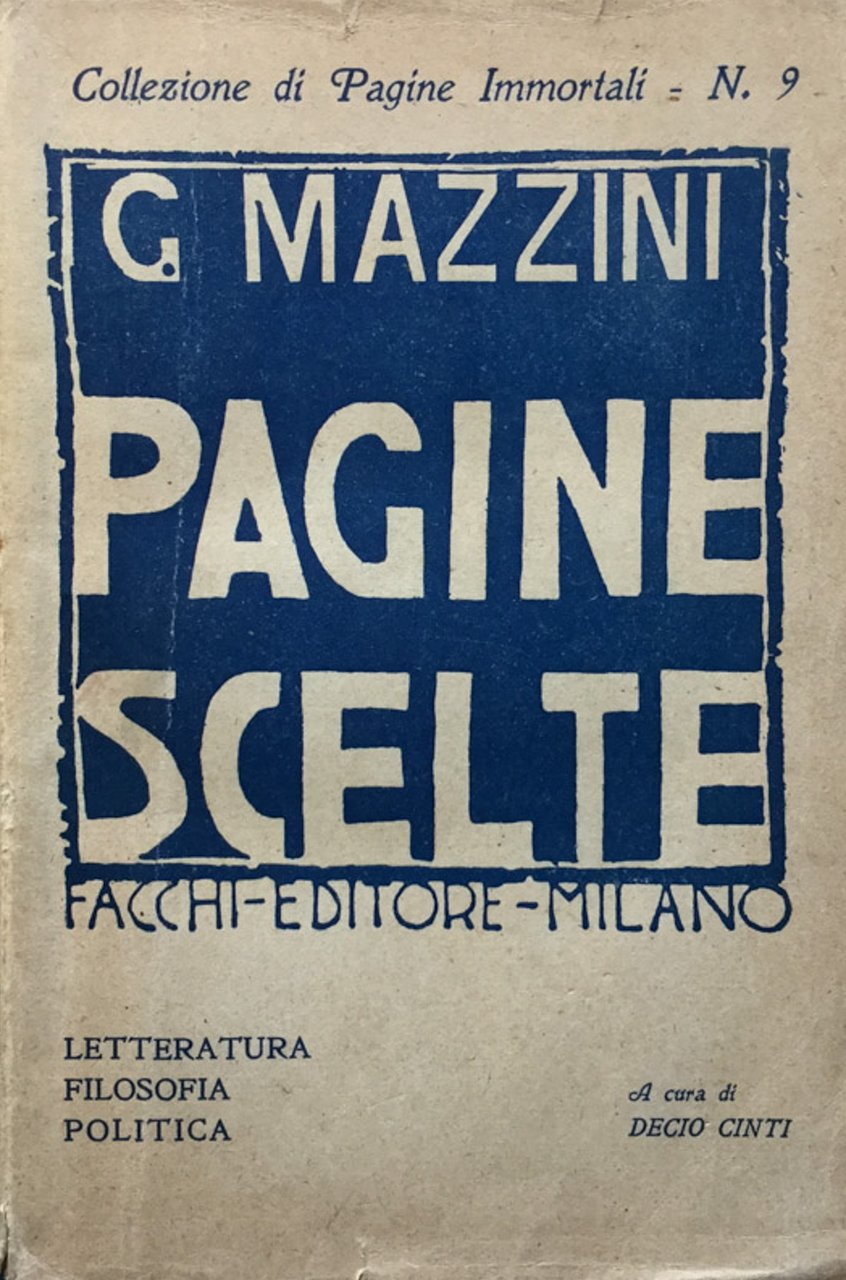 Collezione di Pagine Immortali - N. 9
G. MAZZINI
PAGINE
SCELTE
FACCHI-EDITORE-MILANO
LETTERATURA
FILOSOFIA
POLITICA
A cura di
DECIO CINTI